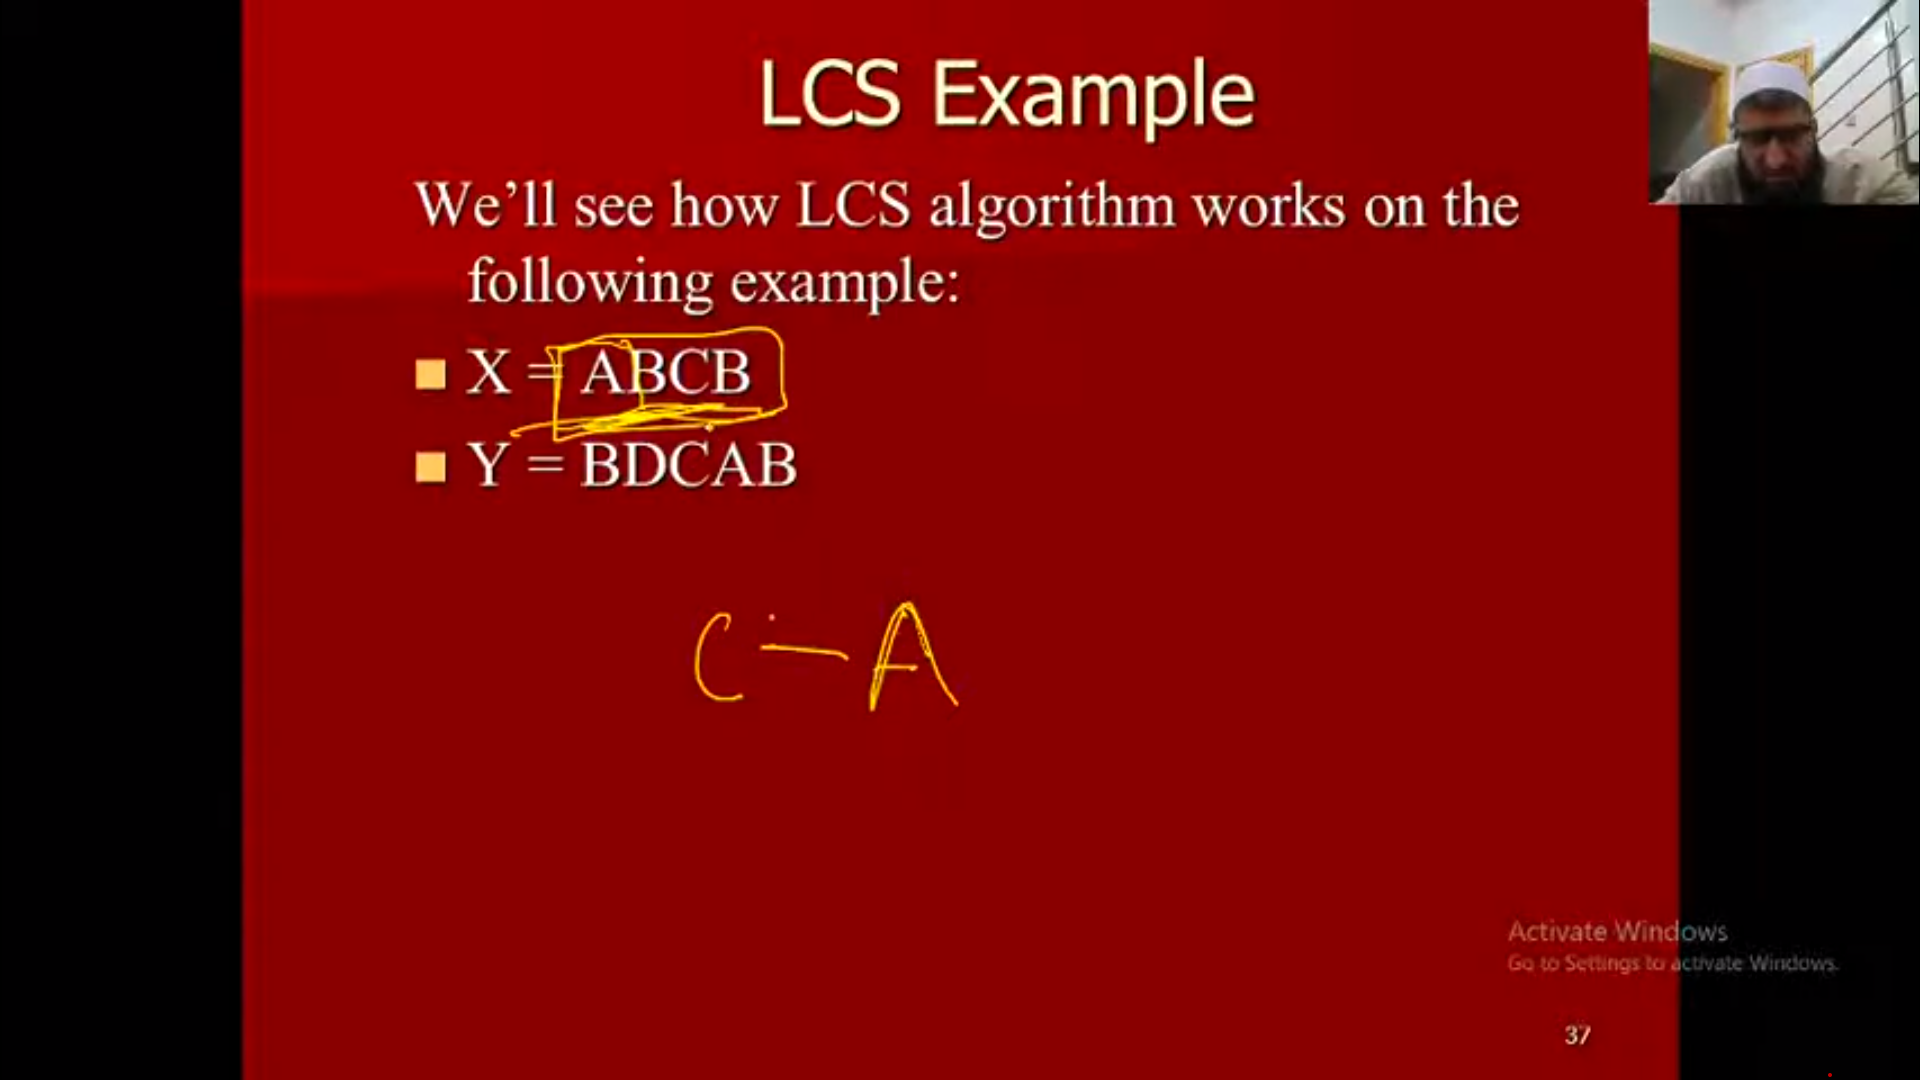 LCS Example
We'll see how LCS algorithm works on the
following example:
X = ABCB
Y = BDCAB
C – A
Activate Windows
Go to Settings to activate Windows.
37